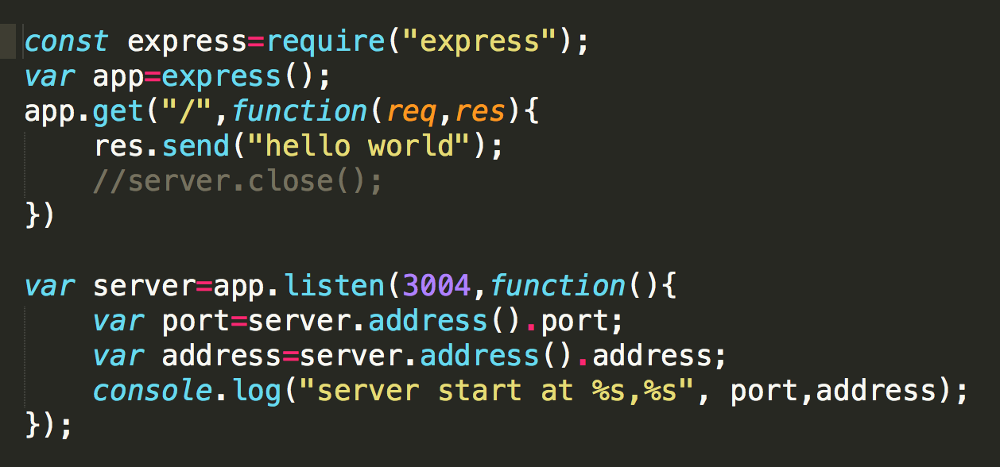 const express=require("express");
var app=express();
app.get("/",function(req,res){
    res.send("hello world");
    //server.close();
})

var server=app.listen(3004,function(){
    var port=server.address().port;
    var address=server.address().address;
    console.log("server start at %s,%s", port,address);
});